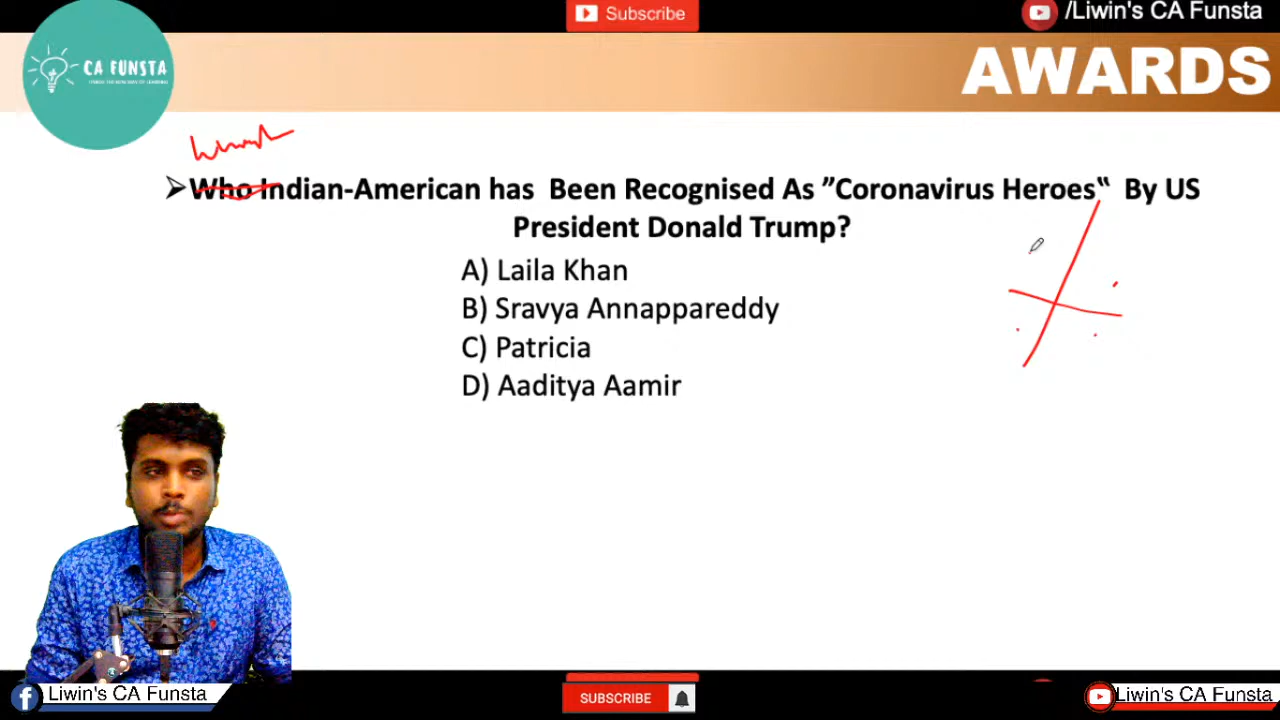 Subscribe
/Liwin's CA Funsta
CA FUNSTA
AWARDS
➤Who Indian-American has Been Recognised As ”Coronavirus Heroes‟ By US
President Donald Trump?
A) Laila Khan
B) Sravya Annappareddy
C) Patricia
D) Aaditya Aamir
Liwin's CA Funsta
SUBSCRIBE
Liwin's CA Funsta